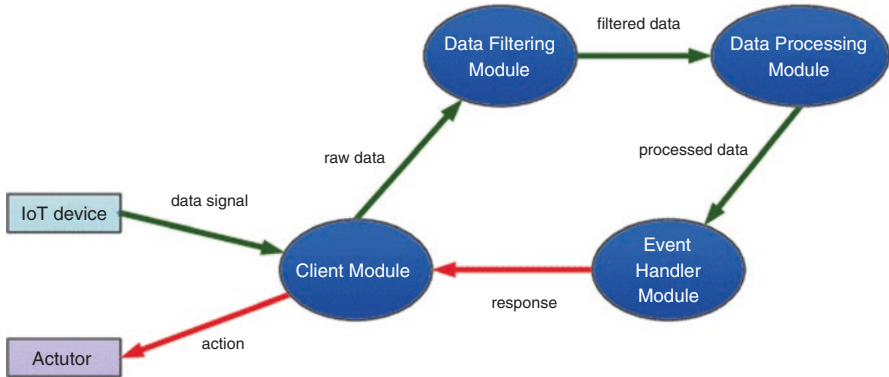 filtered data
Data Filtering
Module
Data Processing
Module
raw data
processed data
data signal
IoT device
Client Module
Event
Handler
Module
response
action
Actutor